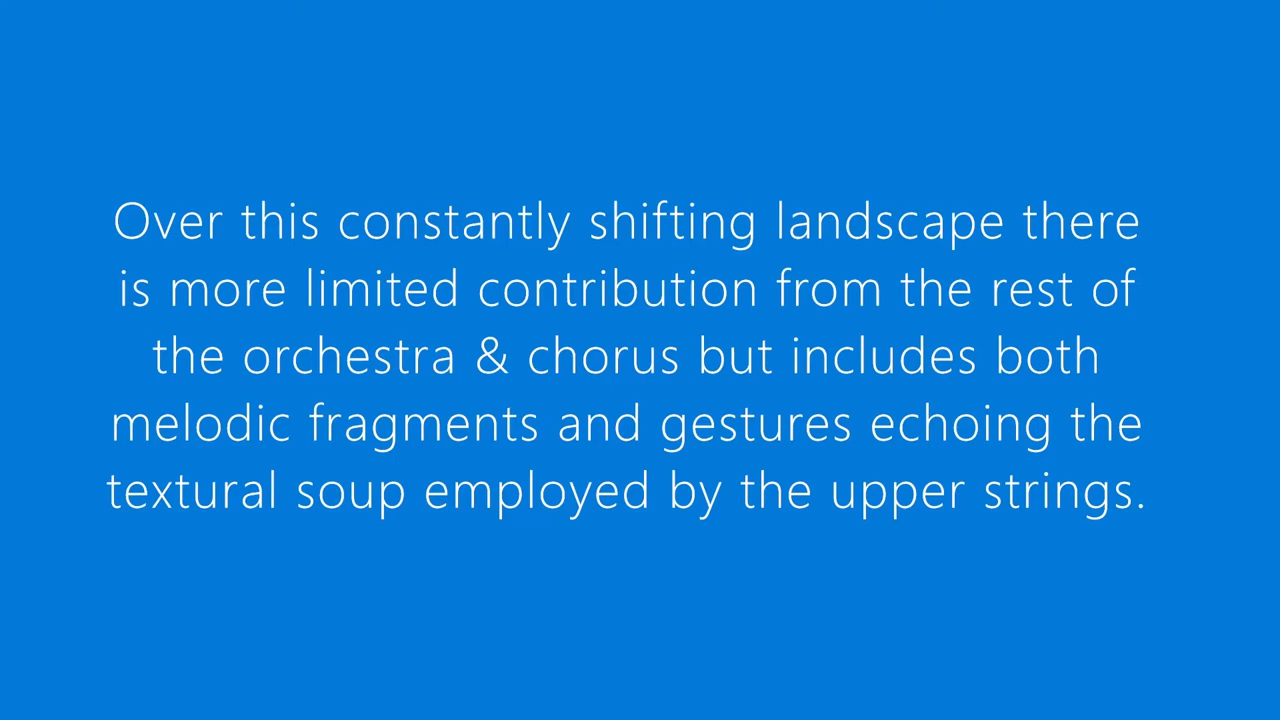 Over this constantly shifting landscape there
is more limited contribution from the rest of
the orchestra & chorus but includes both
melodic fragments and gestures echoing the
textural soup employed by the upper strings.